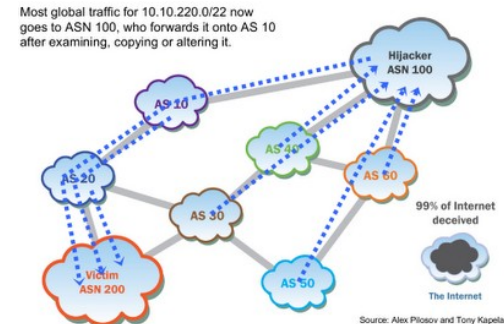 Most global traffic for 10.10.220.0/22 now
goes to ASN 100, who forwards it onto AS 10
after examining, copying or altering it.
Hijacker
ASN 100
AS 10
AS 40
AS 20
AS 60
AS 30
99% of Internet
deceived
Victim
ASN 200
AS 50
The Internet
Source: Alex Pilosov and Tony Kapela